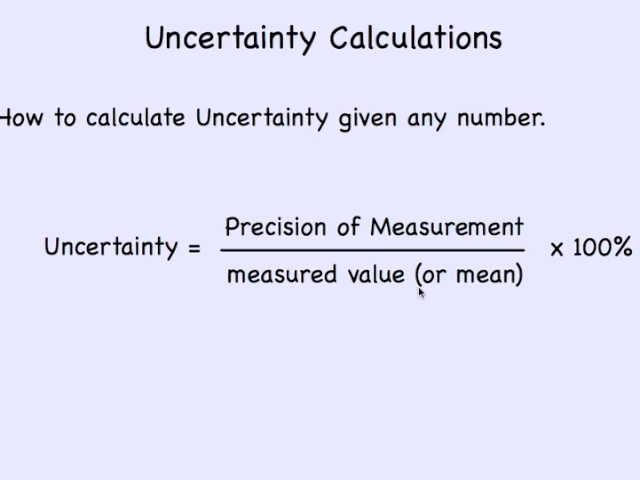 Uncertainty Calculations
How to calculate Uncertainty given any number.
Uncertainty = Precision of Measurement x 100%
measured value (or mean)